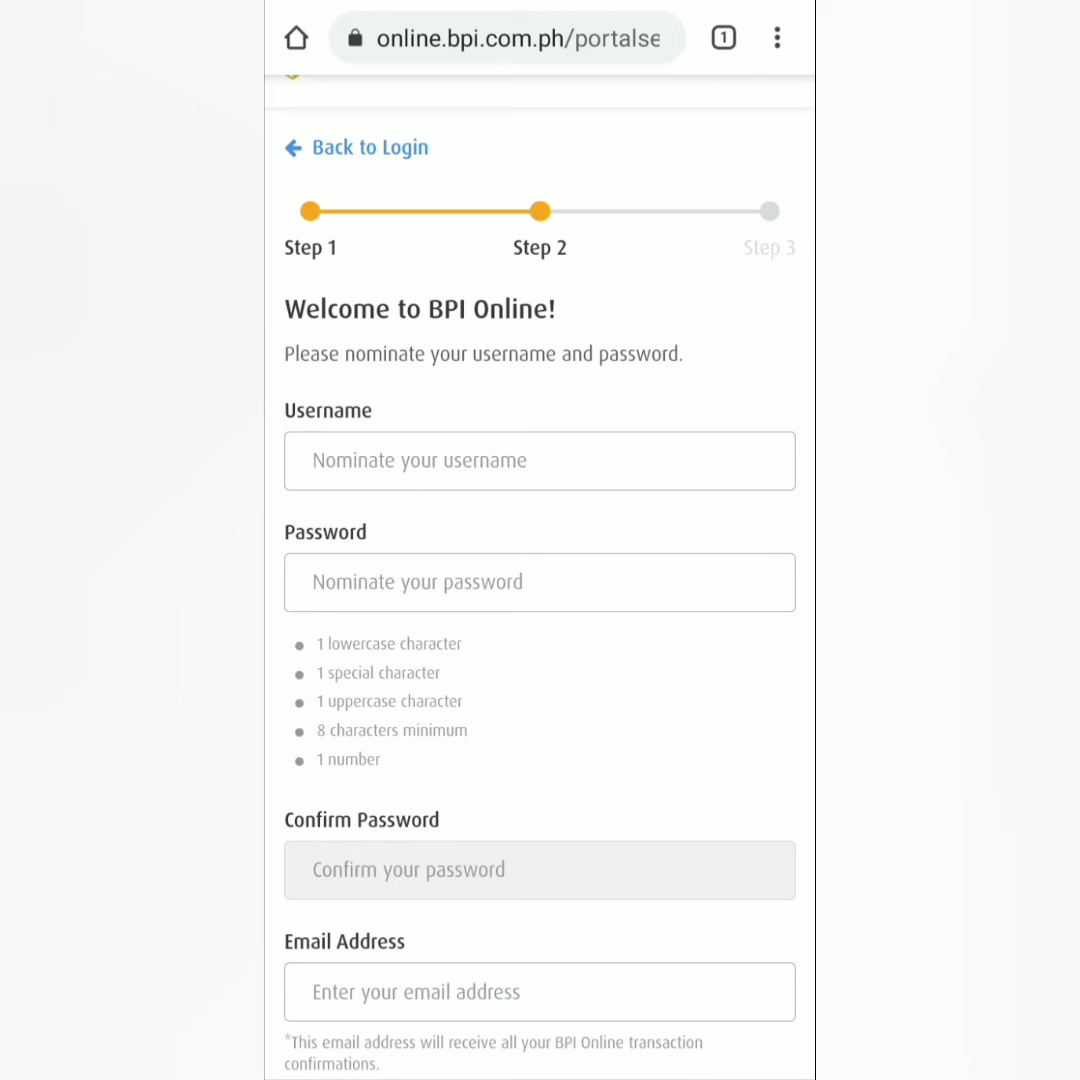 online.bpi.com.ph/portalse
1
Back to Login
Step 1
Step 2
Step 3
Welcome to BPI Online!
Please nominate your username and password.
Username
Nominate your username
Password
Nominate your password
1 lowercase character
1 special character
1 uppercase character
8 characters minimum
1 number
Confirm Password
Confirm your password
Email Address
Enter your email address
*This email address will receive all your BPI Online transaction
confirmations.